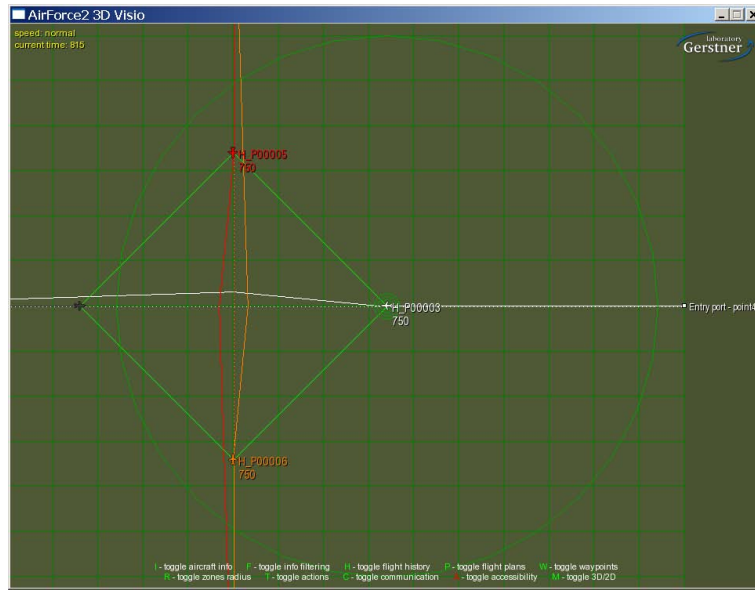 AirForce2 3D Visio
speed: normal
current time: 815
laboratory
Gerstner
H_P00005
750
H_P00003
750
Entry port - point4
H_P00006
750
I - toggle aircraft info F - toggle info filtering H - toggle flight history P - toggle flight plans W - toggle waypoints
R - toggle zones radius T - toggle actions C - toggle communication - toggle accessibility M - toggle 3D/2D